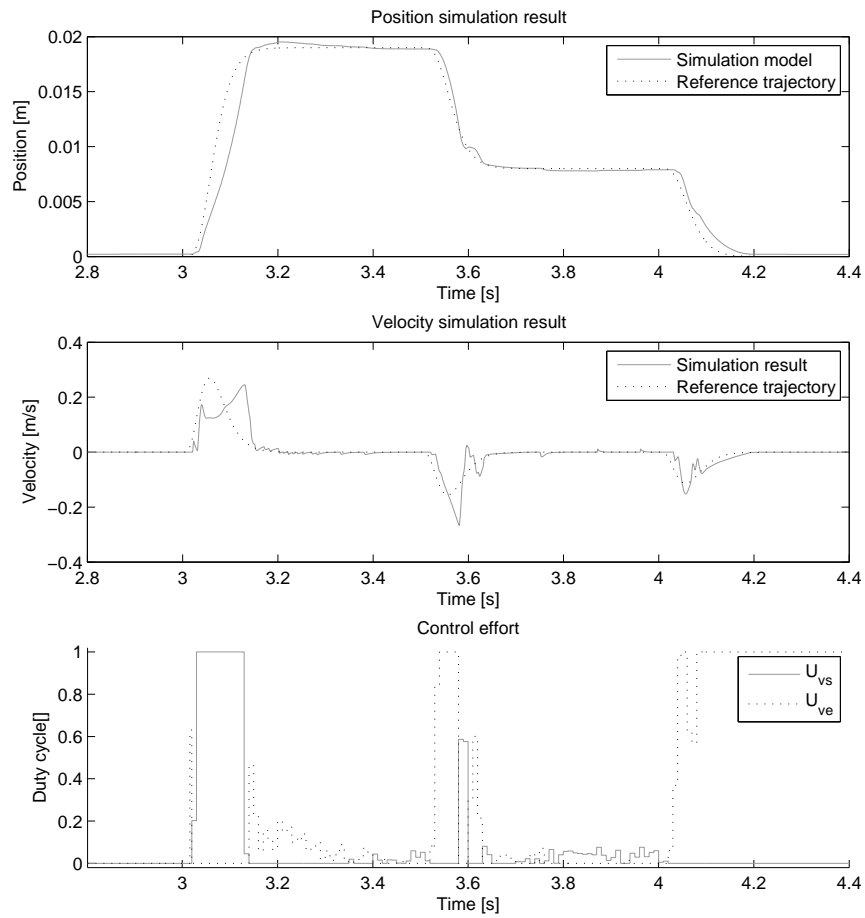 Position simulation result
0.02
0.015
0.01
0.005
0
Position [m]
Simulation model
Reference trajectory
2.8 3 3.2 3.4 3.6 3.8 4 4.2 4.4
Time [s]
Velocity simulation result
0.4
0.2
0
−0.2
−0.4
Velocity [m/s]
Simulation result
Reference trajectory
2.8 3 3.2 3.4 3.6 3.8 4 4.2 4.4
Time [s]
Control effort
1
0.8
0.6
0.4
0.2
0
Duty cycle[]
U_vs
U_ve
2.8 3 3.2 3.4 3.6 3.8 4 4.2 4.4
Time [s]